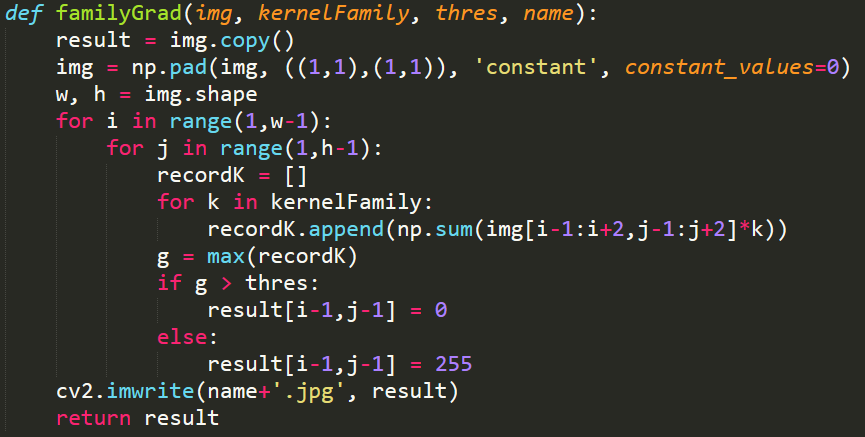 def familyGrad(img, kernelFamily, thres, name):
    result = img.copy()
    img = np.pad(img, ((1,1),(1,1)), 'constant', constant_values=0)
    w, h = img.shape
    for i in range(1,w-1):
        for j in range(1,h-1):
            recordK = []
            for k in kernelFamily:
                recordK.append(np.sum(img[i-1:i+2,j-1:j+2]*k))
            g = max(recordK)
            if g > thres:
                result[i-1,j-1] = 0
            else:
                result[i-1,j-1] = 255
    cv2.imwrite(name+'.jpg', result)
    return result